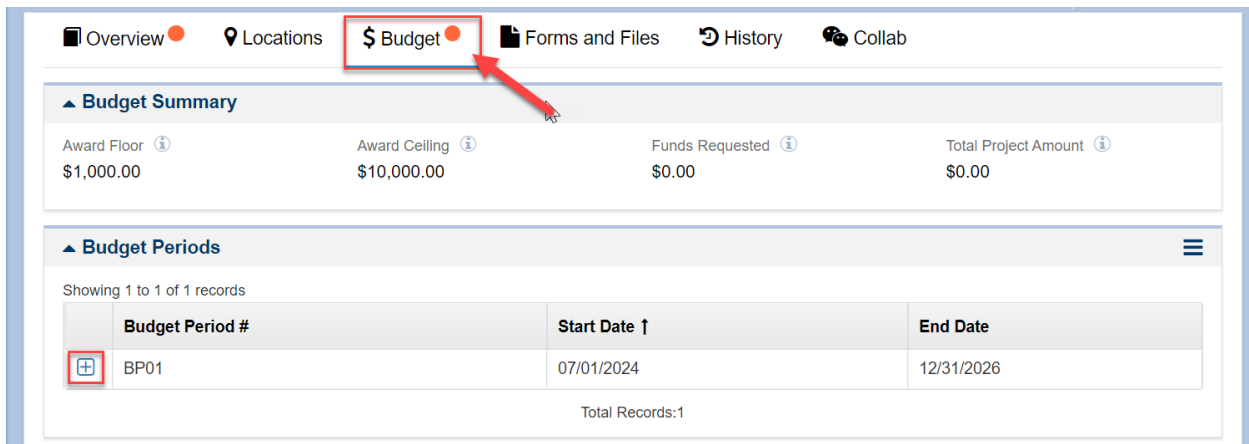 Overview Locations $ Budget Forms and Files History Collab
Budget Summary
Award Floor Award Ceiling Funds Requested Total Project Amount
$1,000.00 $10,000.00 $0.00 $0.00
Budget Periods
Showing 1 to 1 of 1 records
Budget Period # Start Date ↑ End Date
BP01 07/01/2024 12/31/2026
Total Records:1